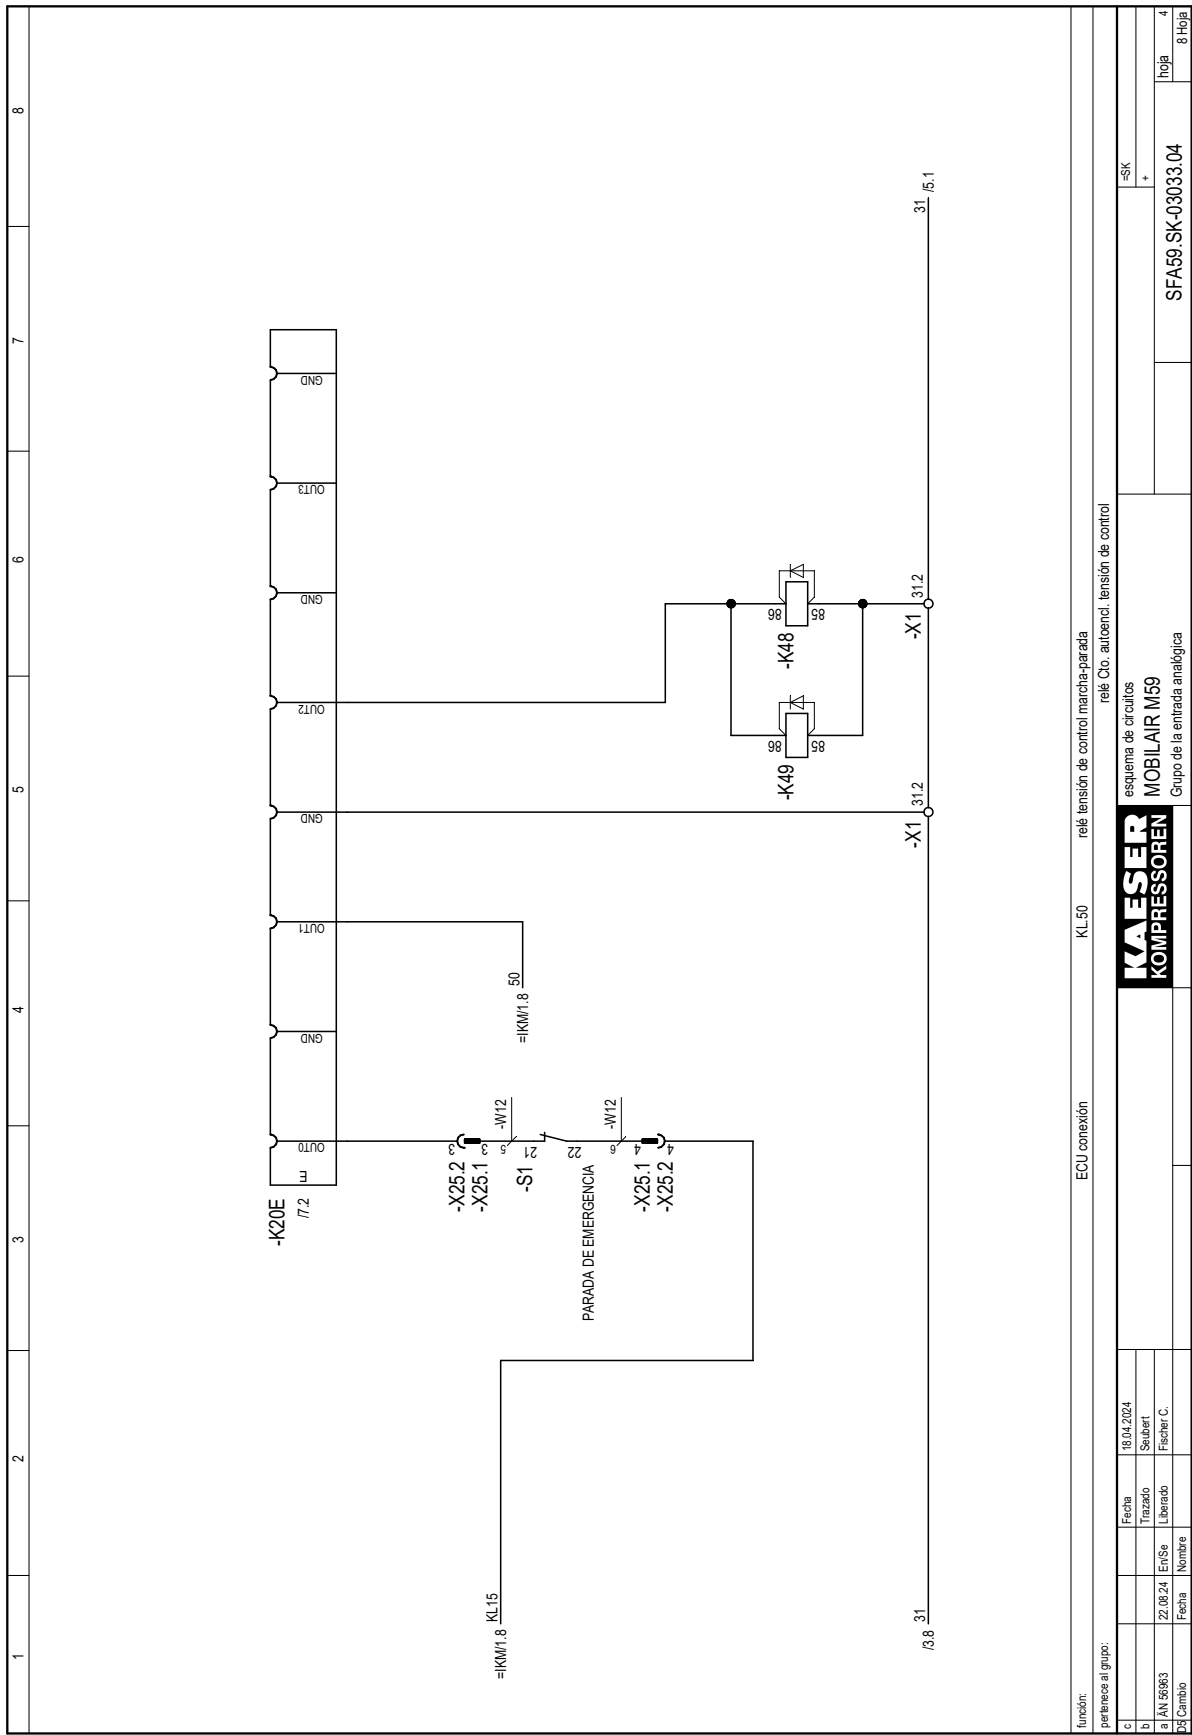 1 2 3 4 5 6 7 8
-K20E
/7.2
E
OUT0 GND OUT1 GND OUT2 GND OUT3 GND
-X25.2 3
-X25.1 3
5 -W12
-S1 21
22
PARADA DE EMERGENCIA
6 -W12
-X25.1 4
-X25.2 4
=IKM/1.8 KL15
=IKM/1.8 50
-K49 86 85
-K48 86 85
/3.8 31
-X1 31.2
-X1 31.2
31 /5.1
función: ECU conexión KL.50 relé tensión de control marcha-parada
pertenece al grupo: relé Cto. autoencl. tensión de control
c Fecha 18.04.2024
b Trazado Seubert
a ÄN 56963 22.08.24 En/Se Liberado Fischer C.
D5 Cambio Fecha Nombre
KAESER
KOMPRESSOREN
esquema de circuitos
MOBILAIR M59
Grupo de la entrada analógica
=SK
+
SFA59.SK-03033.04
hoja 4
8 Hoja